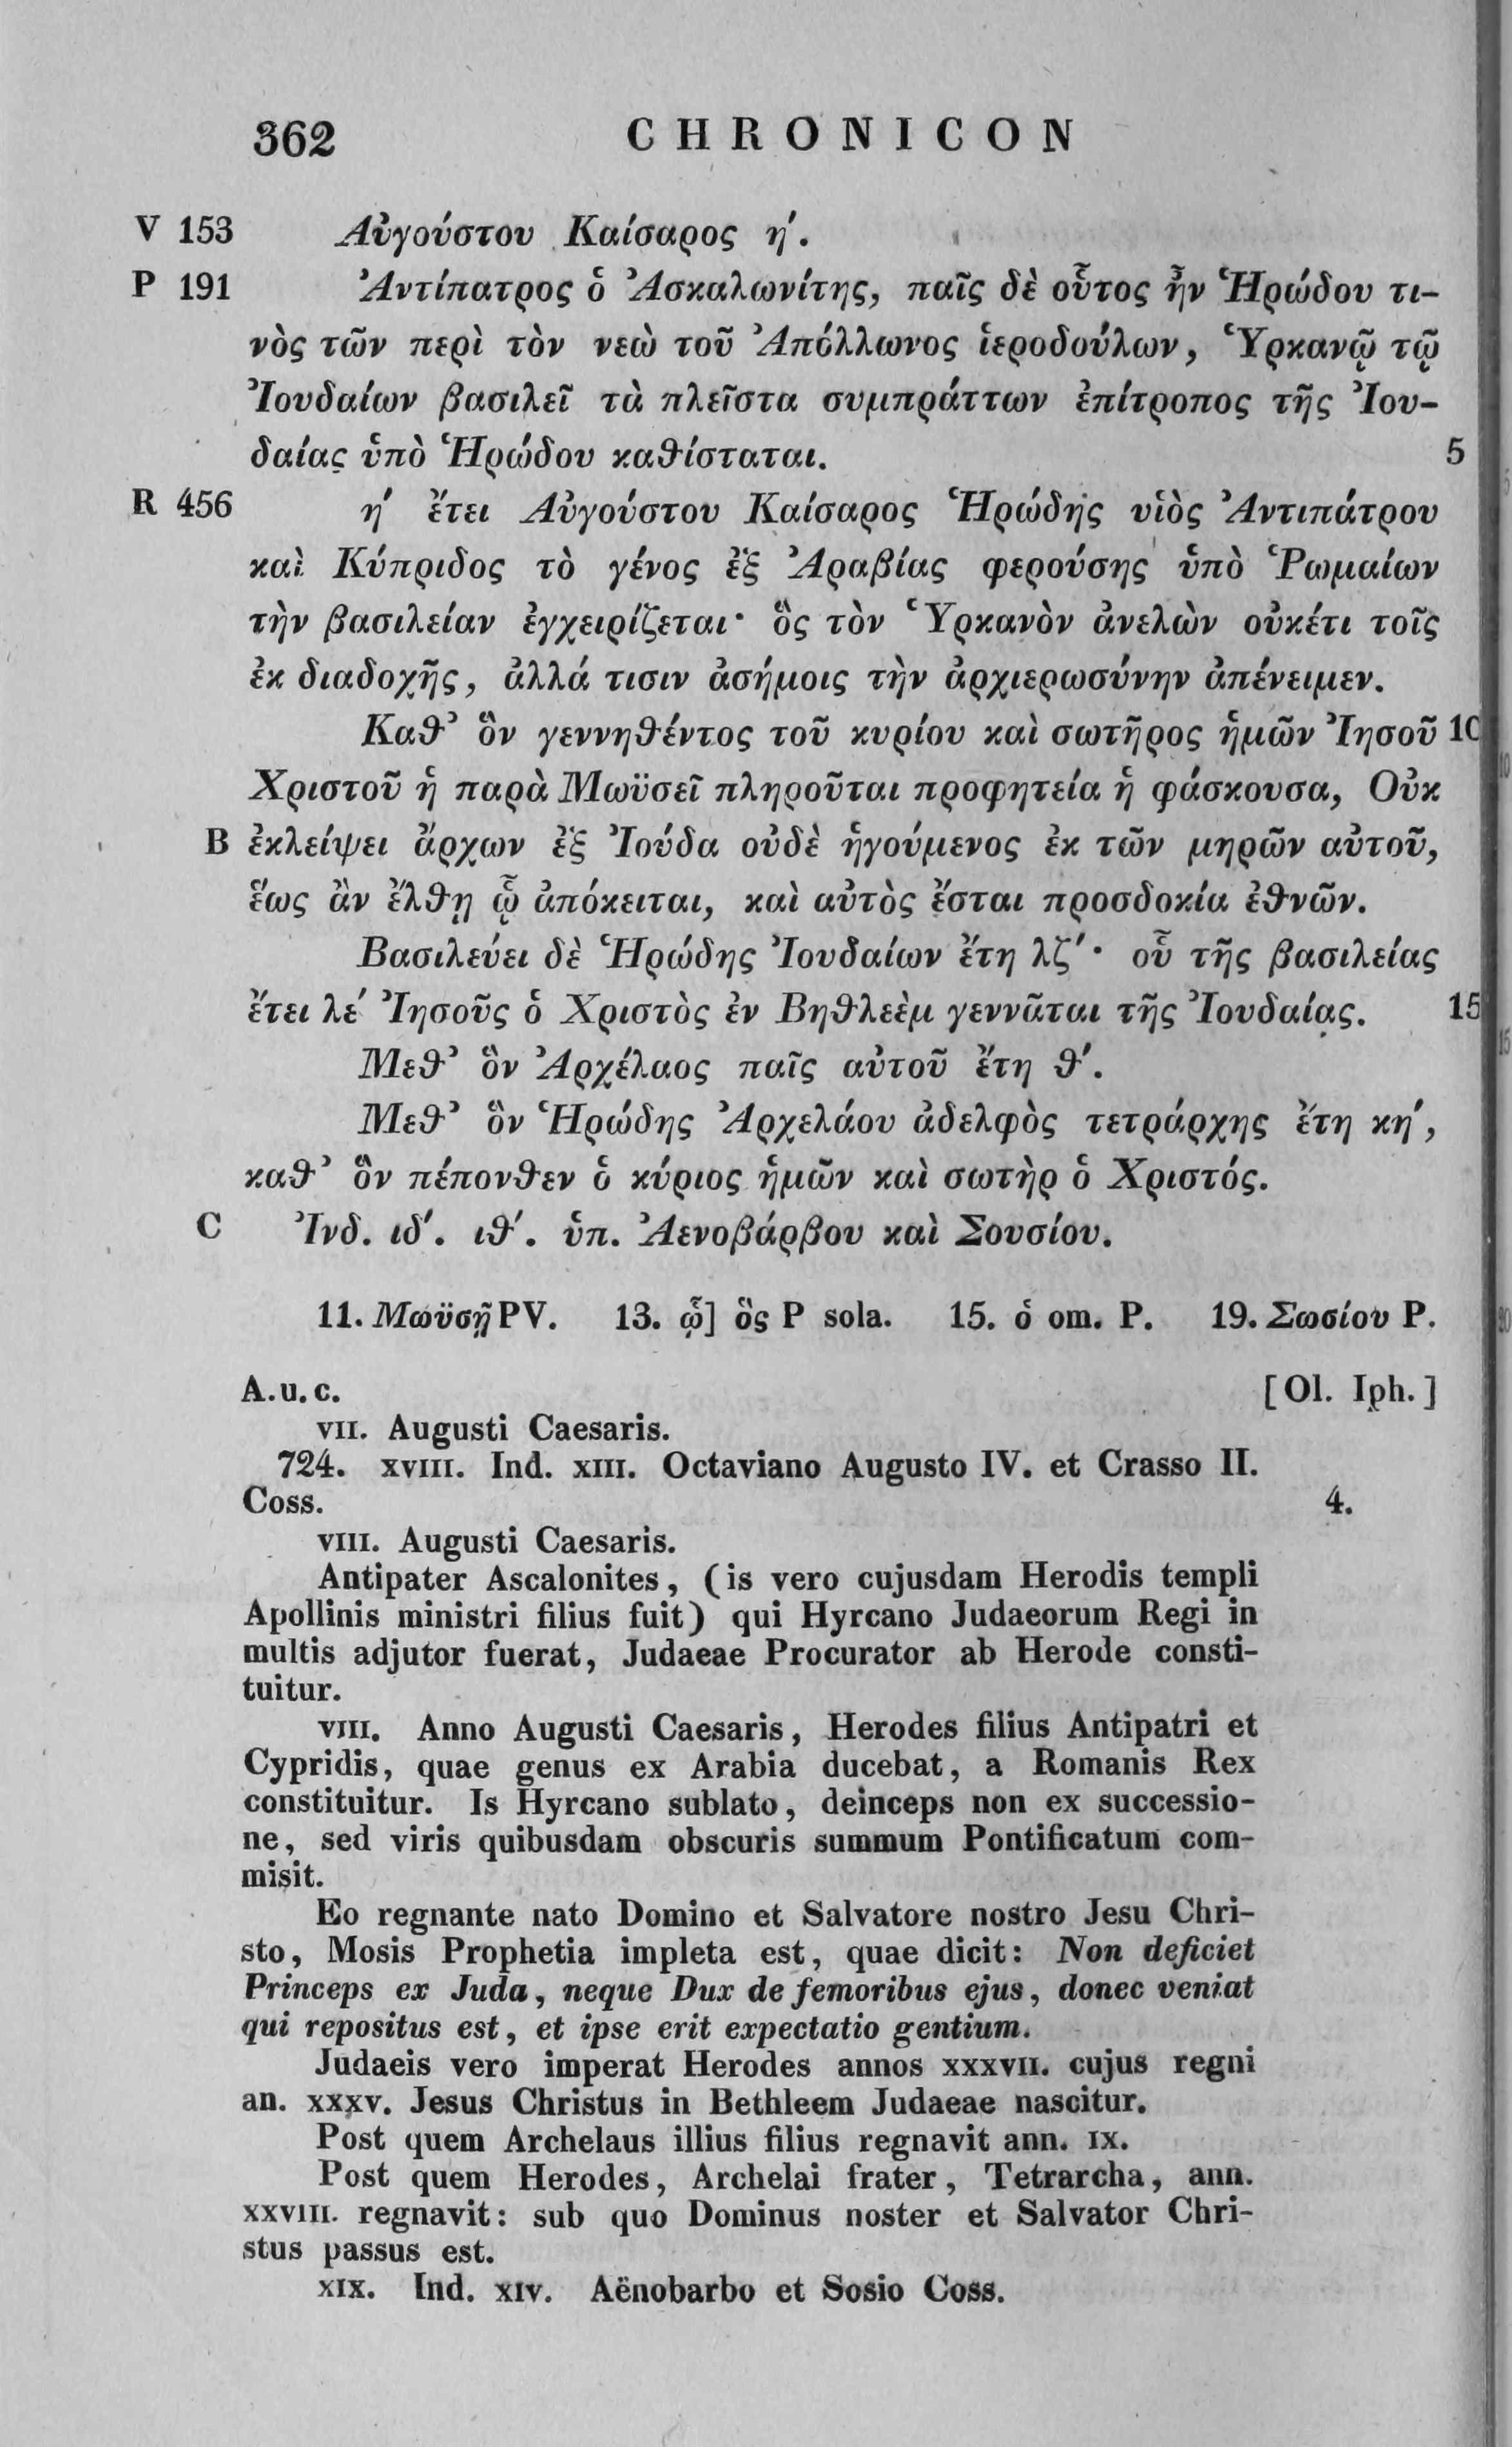 362 CHRONICON
V 153 Αὐγούστου Καίσαρος η΄.
P 191 Ἀντίπατρος ὁ Ἀσκαλωνίτης, παῖς δὲ οὗτος ἦν Ἡρώδου τι-
νὸς τῶν περὶ τὸν νεὼ τοῦ Ἀπόλλωνος ἱεροδούλων, Ὑρκανῷ τῷ
Ἰουδαίων βασιλεῖ τὰ πλεῖστα συμπράττων ἐπίτροπος τῆς Ἰου-
δαίας ὑπὸ Ἡρώδου καθίσταται. 5
R 456 η΄ ἔτει Αὐγούστου Καίσαρος Ἡρώδης υἱὸς Ἀντιπάτρου
καὶ Κύπριδος τὸ γένος ἐξ Ἀραβίας φερούσης ὑπὸ Ῥωμαίων
τὴν βασιλείαν ἐγχειρίζεται· ὃς τὸν Ὑρκανὸν ἀνελὼν οὐκέτι τοῖς
ἐκ διαδοχῆς, ἀλλά τισιν ἀσήμοις τὴν ἀρχιερωσύνην ἀπένειμεν.
Καθ’ ὃν γεννηθέντος τοῦ κυρίου καὶ σωτῆρος ἡμῶν Ἰησοῦ 10
Χριστοῦ ἡ παρὰ Μωϋσεῖ πληροῦται προφητεία ἡ φάσκουσα, Οὐκ
B ἐκλείψει ἄρχων ἐξ Ἰούδα οὐδὲ ἡγούμενος ἐκ τῶν μηρῶν αὐτοῦ,
ἕως ἂν ἔλθῃ ᾧ ἀπόκειται, καὶ αὐτὸς ἔσται προσδοκία ἐθνῶν.
Βασιλεύει δὲ Ἡρώδης Ἰουδαίων ἔτη λζ΄· οὗ τῆς βασιλείας
ἔτει λε΄ Ἰησοῦς ὁ Χριστὸς ἐν Βηθλεὲμ γεννᾶται τῆς Ἰουδαίας. 15
Μεθ’ ὃν Ἀρχέλαος παῖς αὐτοῦ ἔτη θ΄.
Μεθ’ ὃν Ἡρώδης Ἀρχελάου ἀδελφὸς τετράρχης ἔτη κη΄,
καθ’ ὃν πέπονθεν ὁ κύριος ἡμῶν καὶ σωτὴρ ὁ Χριστός.
C Ἰνδ. ιδ΄. ιθ΄. ὑπ. Ἀενοβάρβου καὶ Σουσίου.
11. Μωϋσῇ PV. 13. ᾧ] ὃς P sola. 15. ὁ om. P. 19. Σωσίου P.
A. u. c. [Ol. Iph.]
VII. Augusti Caesaris.
724. XVIII. Ind. XIII. Octaviano Augusto IV. et Crasso II.
Coss. 4.
VIII. Augusti Caesaris.
Antipater Ascalonites, (is vero cujusdam Herodis templi
Apollinis ministri filius fuit) qui Hyrcano Judaeorum Regi in
multis adjutor fuerat, Judaeae Procurator ab Herode consti-
tuitur.
VIII. Anno Augusti Caesaris, Herodes filius Antipatri et
Cypridis, quae genus ex Arabia ducebat, a Romanis Rex
constituitur. Is Hyrcano sublato, deinceps non ex successio-
ne, sed viris quibusdam obscuris summum Pontificatum com-
misit.
Eo regnante nato Domino et Salvatore nostro Jesu Chri-
sto, Mosis Prophetia impleta est, quae dicit: Non deficiet
Princeps ex Juda, neque Dux de femoribus ejus, donec veniat
qui repositus est, et ipse erit expectatio gentium.
Judaeis vero imperat Herodes annos XXXVII. cujus regni
an. XXXV. Jesus Christus in Bethleem Judaeae nascitur.
Post quem Archelaus illius filius regnavit ann. IX.
Post quem Herodes, Archelai frater, Tetrarcha, ann.
XXVIII. regnavit: sub quo Dominus noster et Salvator Chri-
stus passus est.
XIX. Ind. XIV. Aënobarbo et Sosio Coss.